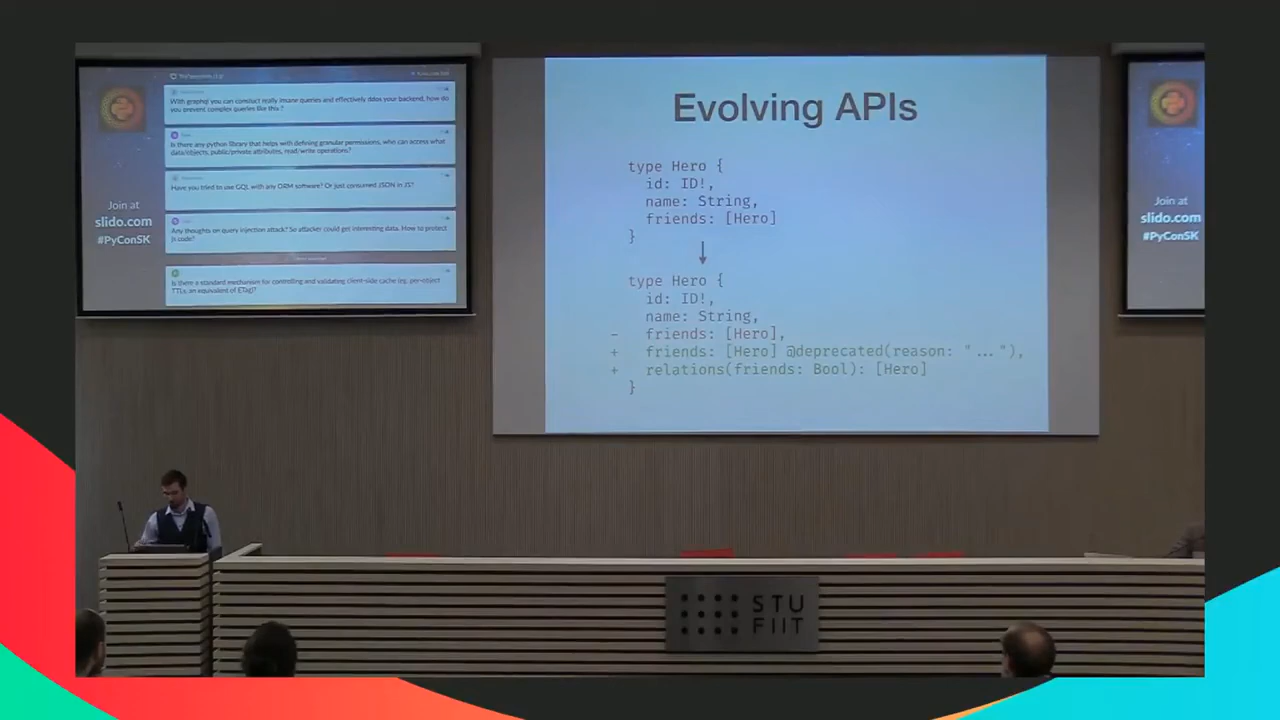 With graphql you can conduct really insane queries and effectively ddos your backend, how do
you prevent complex queries like this?
Is there any python library that helps with defining granular permissions, who can access what
data/objects, public/private attributes, read/write operations?
Have you tried to use GQL with any ORM software? Or just consumed JSON in JS?
Any thoughts on query injection attack? So attacker could get interesting data. How to protect
js code?
Is there a standard mechanism for controlling and validating client-side cache (eg. per-object
TTLs, an equivalent of ETag)?
Join at
slido.com
#PyConSK
Evolving APIs
type Hero {
id: ID!,
name: String,
friends: [Hero]
}
↓
type Hero {
id: ID!,
name: String,
- friends: [Hero],
+ friends: [Hero] @deprecated(reason: "..."),
+ relations(friends: Bool): [Hero]
}
Join at
slido.com
#PyConSK
STU
FIIT